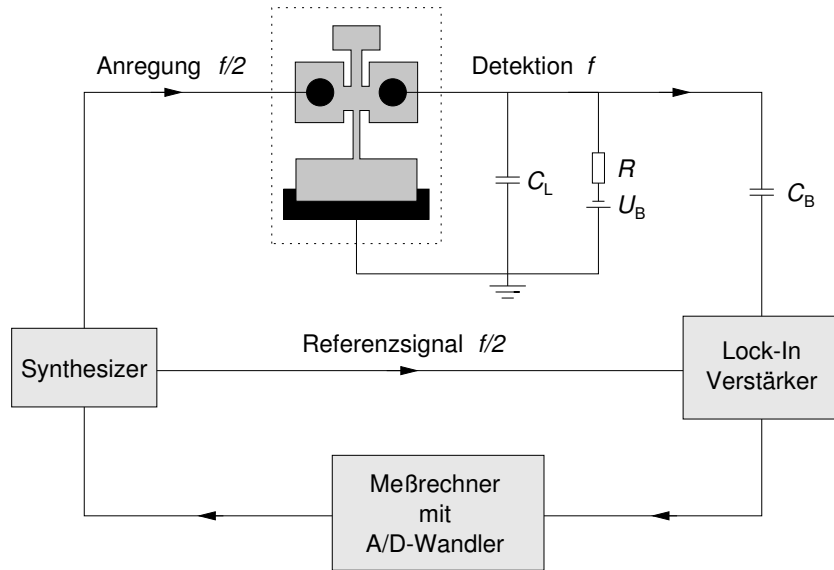 Anregung f/2
Detektion f
C_L
R
U_B
C_B
Synthesizer
Referenzsignal f/2
Lock-In
Verstärker
Meßrechner
mit
A/D-Wandler